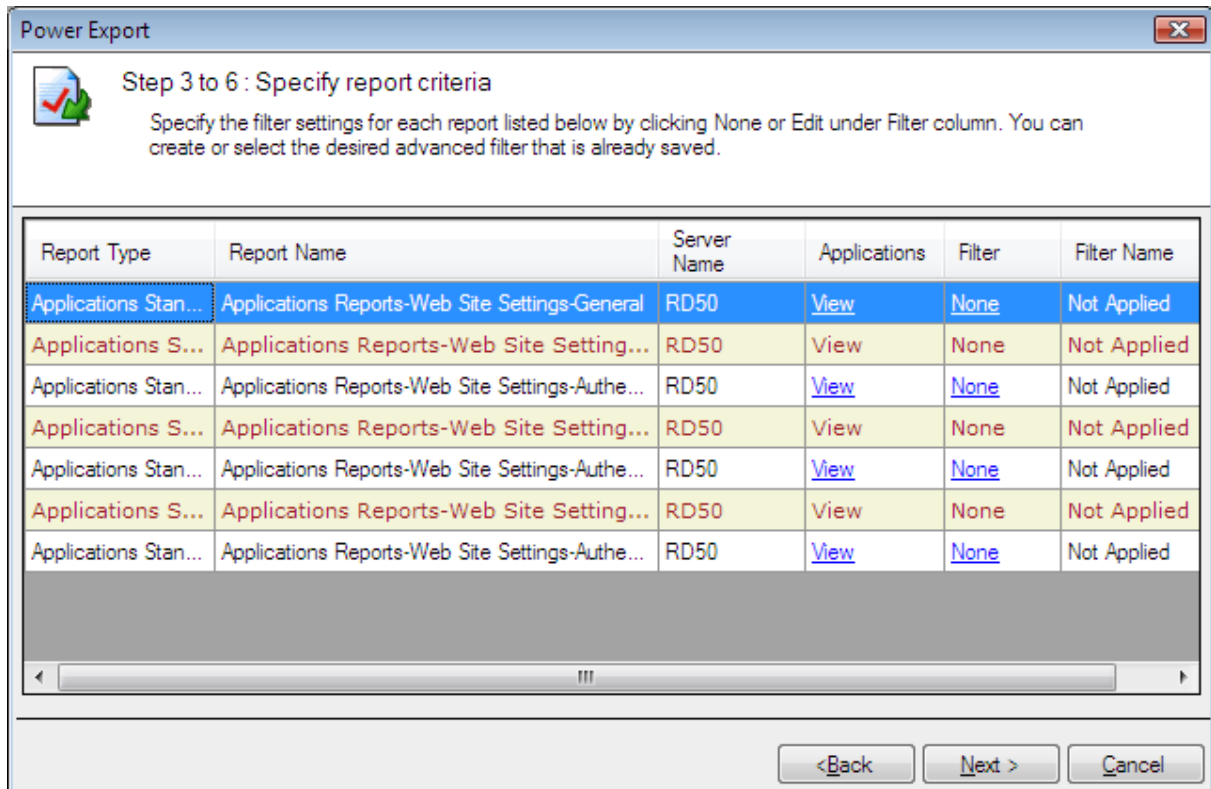 Power Export
Step 3 to 6 : Specify report criteria
Specify the filter settings for each report listed below by clicking None or Edit under Filter column. You can
create or select the desired advanced filter that is already saved.
Report Type Report Name Server Name Applications Filter Filter Name
Applications Stan... Applications Reports-Web Site Settings-General RD50 View None Not Applied
Applications S... Applications Reports-Web Site Setting... RD50 View None Not Applied
Applications Stan... Applications Reports-Web Site Settings-Authe... RD50 View None Not Applied
Applications S... Applications Reports-Web Site Setting... RD50 View None Not Applied
Applications Stan... Applications Reports-Web Site Settings-Authe... RD50 View None Not Applied
Applications S... Applications Reports-Web Site Setting... RD50 View None Not Applied
Applications Stan... Applications Reports-Web Site Settings-Authe... RD50 View None Not Applied
<Back Next > Cancel